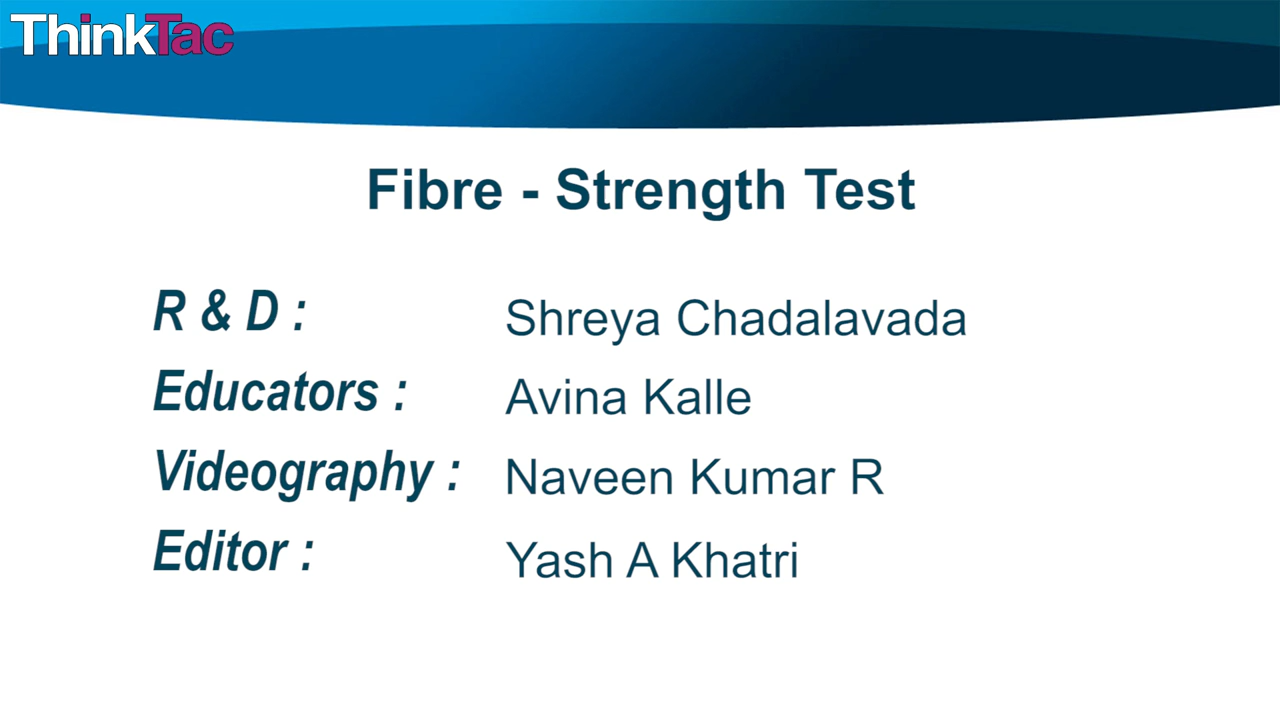 ThinkTac
Fibre - Strength Test
R & D : Shreya Chadalavada
Educators : Avina Kalle
Videography : Naveen Kumar R
Editor : Yash A Khatri